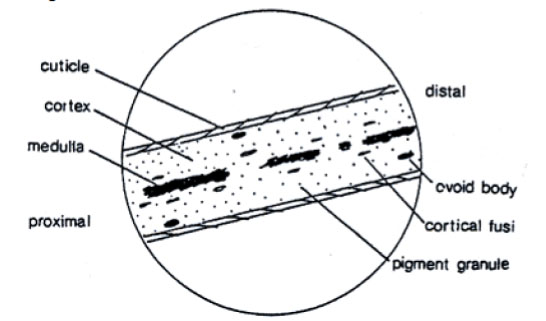 cuticle
distal
cortex
medulla
ovoid body
proximal
cortical fusi
pigment granule